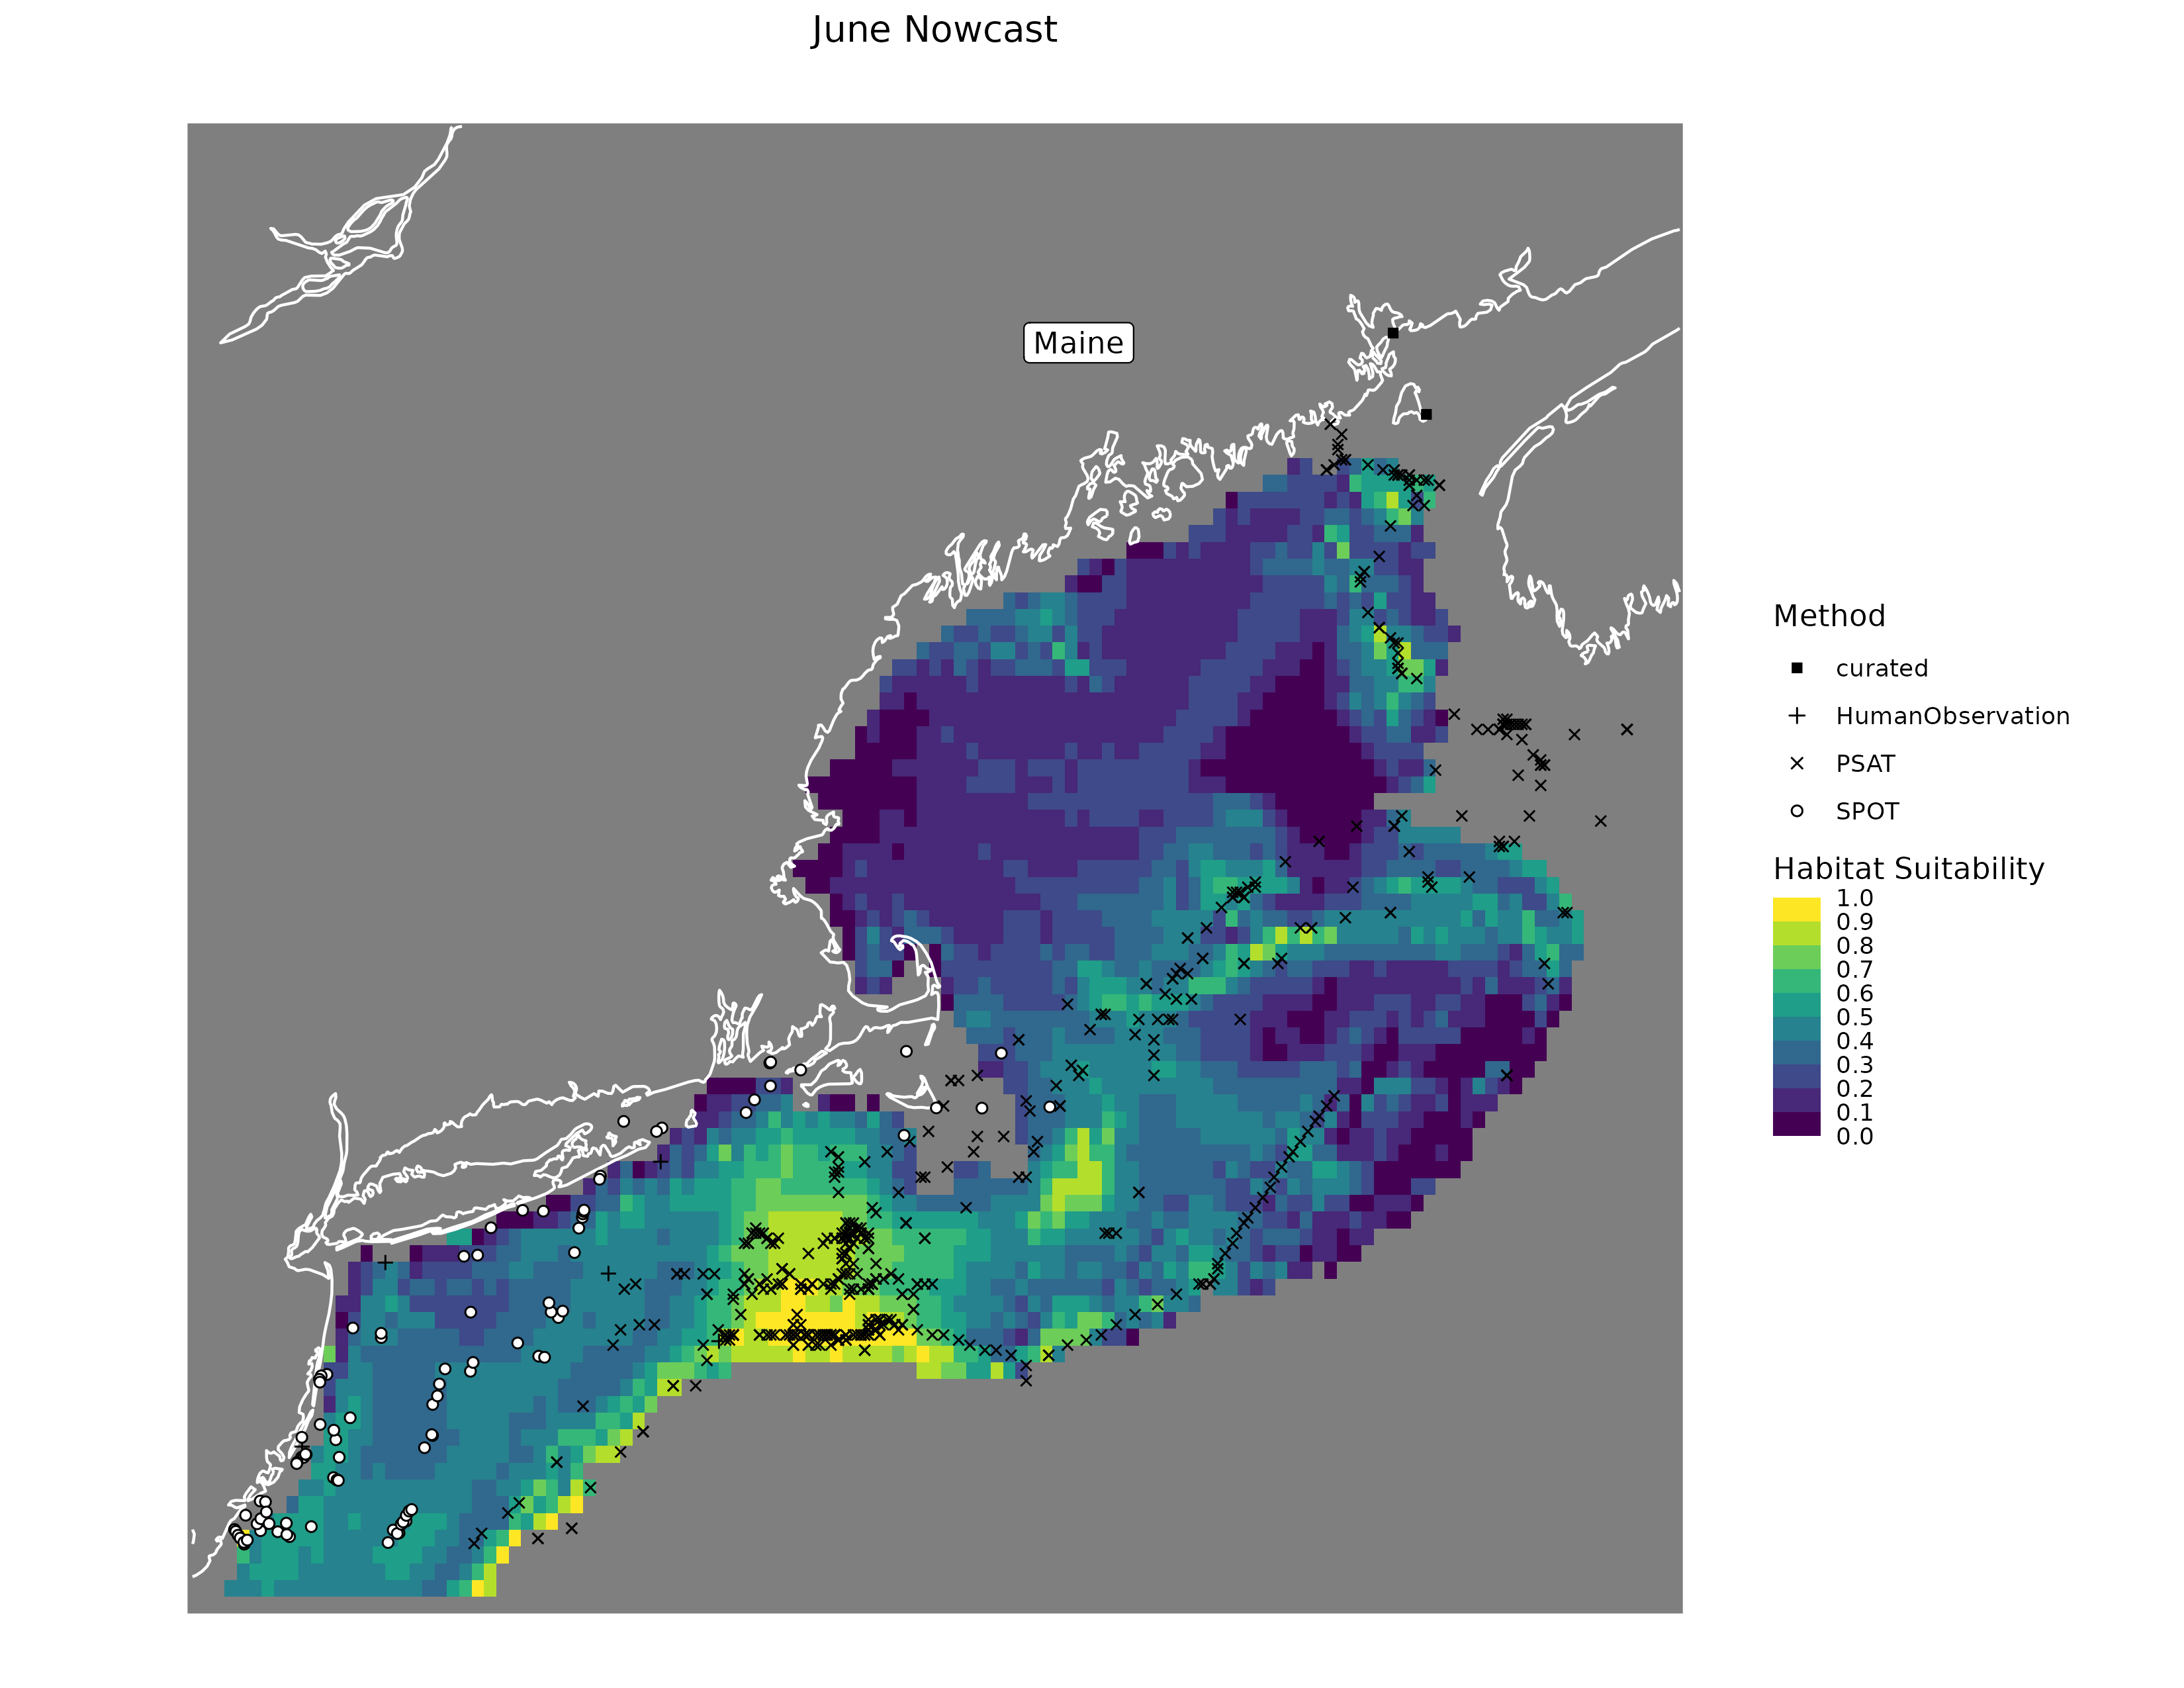 June Nowcast
Maine
Method
curated
HumanObservation
PSAT
SPOT
Habitat Suitability
1.0
0.9
0.8
0.7
0.6
0.5
0.4
0.3
0.2
0.1
0.0